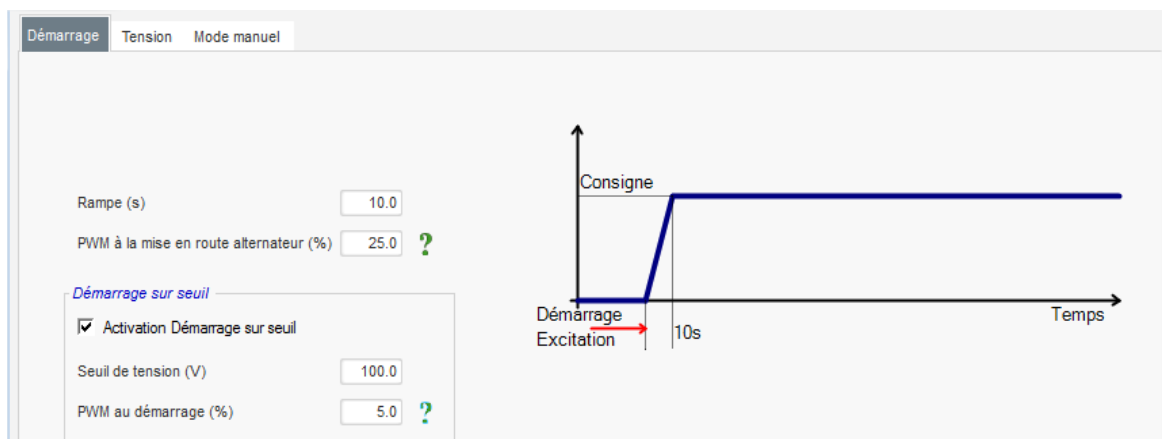 Démarrage Tension Mode manuel
Rampe (s) 10.0
PWM à la mise en route alternateur (%) 25.0 ?
Démarrage sur seuil
Activation Démarrage sur seuil
Seuil de tension (V) 100.0
PWM au démarrage (%) 5.0 ?
Consigne
Démarrage
Excitation
10s
Temps